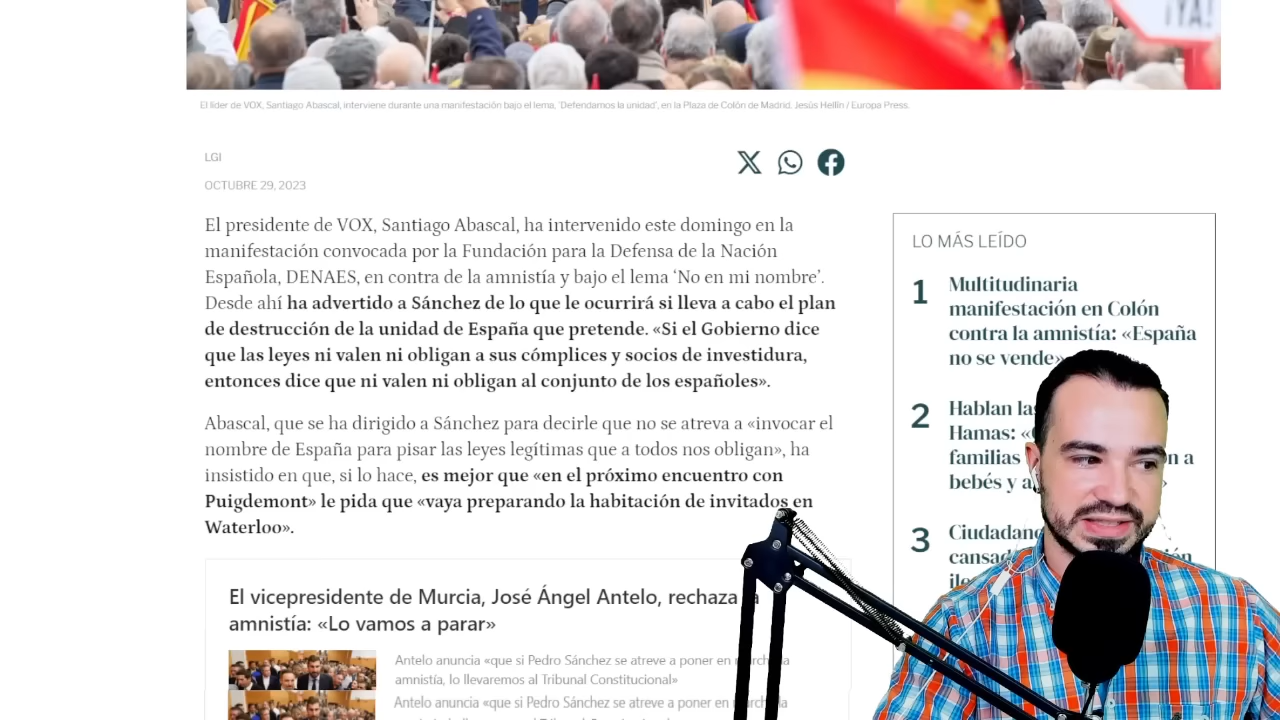 ¡YA!
El líder de VOX, Santiago Abascal, interviene durante una manifestación bajo el lema, 'Defendamos la unidad', en la Plaza de Colón de Madrid. Jesús Hellín / Europa Press.
LGI
OCTUBRE 29, 2023
El presidente de VOX, Santiago Abascal, ha intervenido este domingo en la
manifestación convocada por la Fundación para la Defensa de la Nación
Española, DENAES, en contra de la amnistía y bajo el lema ‘No en mi nombre’.
Desde ahí ha advertido a Sánchez de lo que le ocurrirá si lleva a cabo el plan
de destrucción de la unidad de España que pretende. «Si el Gobierno dice
que las leyes ni valen ni obligan a sus cómplices y socios de investidura,
entonces dice que ni valen ni obligan al conjunto de los españoles».
Abascal, que se ha dirigido a Sánchez para decirle que no se atreva a «invocar el
nombre de España para pisar las leyes legítimas que a todos nos obligan», ha
insistido en que, si lo hace, es mejor que «en el próximo encuentro con
Puigdemont» le pida que «vaya preparando la habitación de invitados en
Waterloo».
El vicepresidente de Murcia, José Ángel Antelo, rechaza
amnistía: «Lo vamos a parar»
Antelo anuncia «que si Pedro Sánchez se atreve a poner en la
amnistía, lo llevaremos al Tribunal Constitucional»
Antelo anuncia «que si Pedro Sánchez se atreve a poner en la
LO MÁS LEÍDO
1 Multitudinaria
manifestación en Colón
contra la amnistía: «España
no se vende»
2 Hablan
Hamas:
familias a
bebés y
3